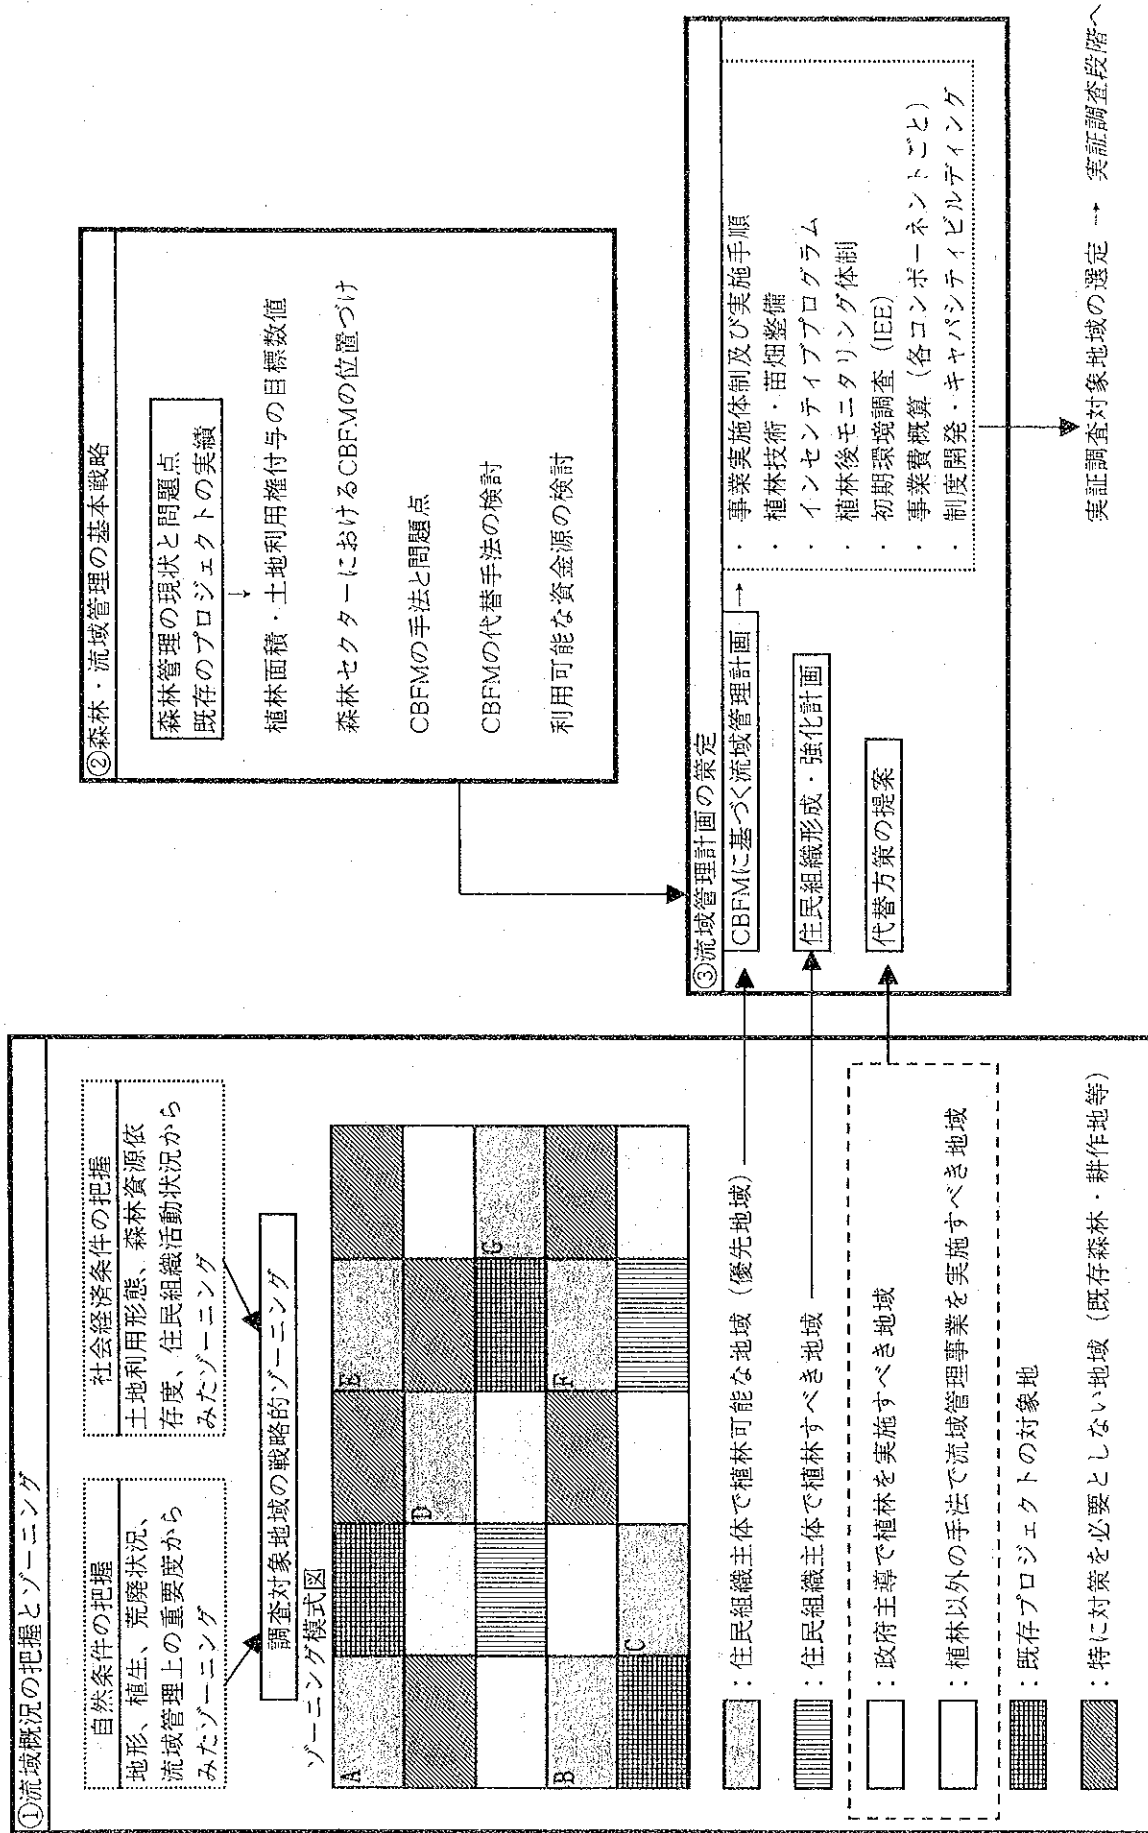 ①流域概況の把握とゾーニング
自然条件の把握
地形、植生、荒廃状況、
流域管理上の重要度から
みたゾーニング
社会経済条件の把握
土地利用形態、森林資源依
存度、住民組織活動状況から
みたゾーニング
調査対象地域の戦略的ゾーニング
ゾーニング模式図
A
E
D
G
B
F
C
：住民組織主体で植林可能な地域（優先地域）
：住民組織主体で植林すべき地域
：政府主導で植林を実施すべき地域
：植林以外の手法で流域管理事業を実施すべき地域
：既存プロジェクトの対象地
：特に対策を必要としない地域（既存森林・耕作地等）
②森林・流域管理の基本戦略
森林管理の現状と問題点
既存のプロジェクトの実績
↓
植林面積・土地利用権付与の目標数値
森林セクターにおけるCBFMの位置づけ
CBFMの手法と問題点
CBFMの代替手法の検討
利用可能な資金源の検討
③流域管理計画の策定
CBFMに基づく流域管理計画 →
住民組織形成・強化計画
代替方策の提案
・ 事業実施体制及び実施手順
・ 植林技術・苗畑整備
・ インセンティブプログラム
・ 植林後モニタリング体制
・ 初期環境調査（IEE）
・ 事業費概算（各コンポーネントごと）
・ 制度開発・キャパシティビルディング
実証調査対象地域の選定 → 実証調査段階へ